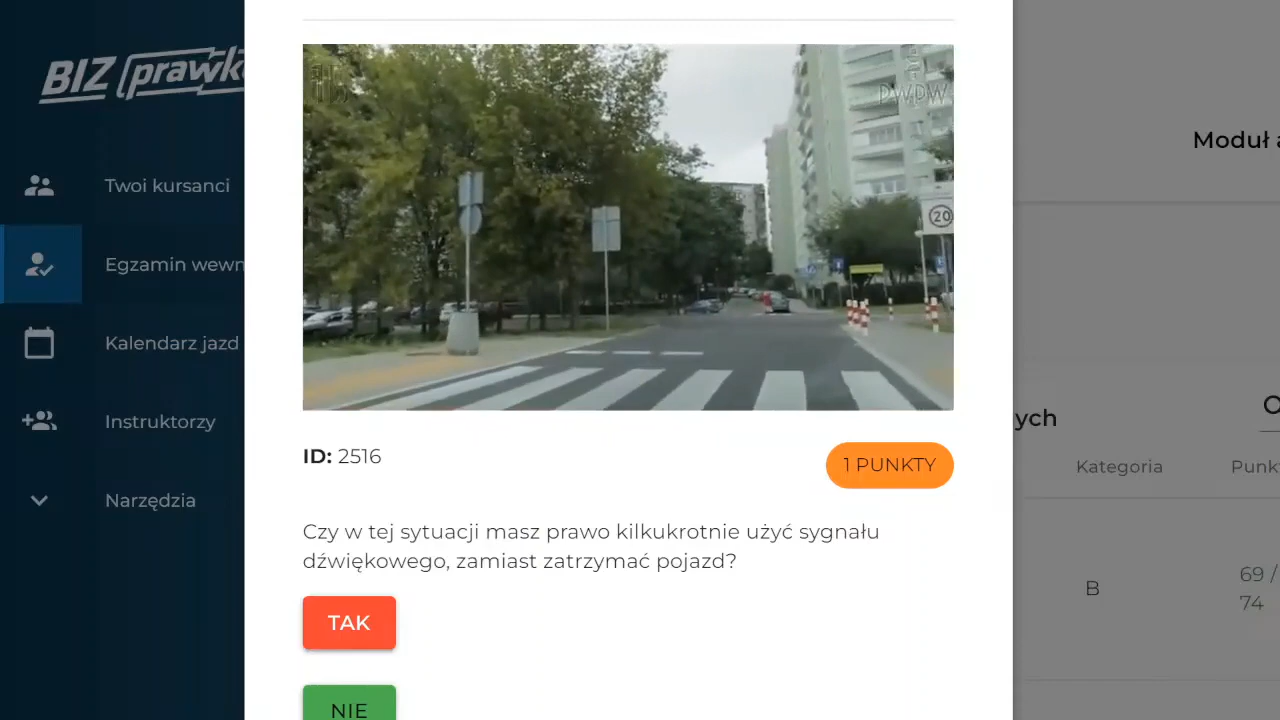 BIZ prawk
Twoi kursanci
Egzamin wewn
Kalendarz jazd
Instruktorzy
Narzędzia
PWPW
20
ID: 2516
1 PUNKTY
Czy w tej sytuacji masz prawo kilkukrotnie użyć sygnału
dźwiękowego, zamiast zatrzymać pojazd?
TAK
NIE
Moduł a
ych
Kategoria
Punk
B
69 /
74